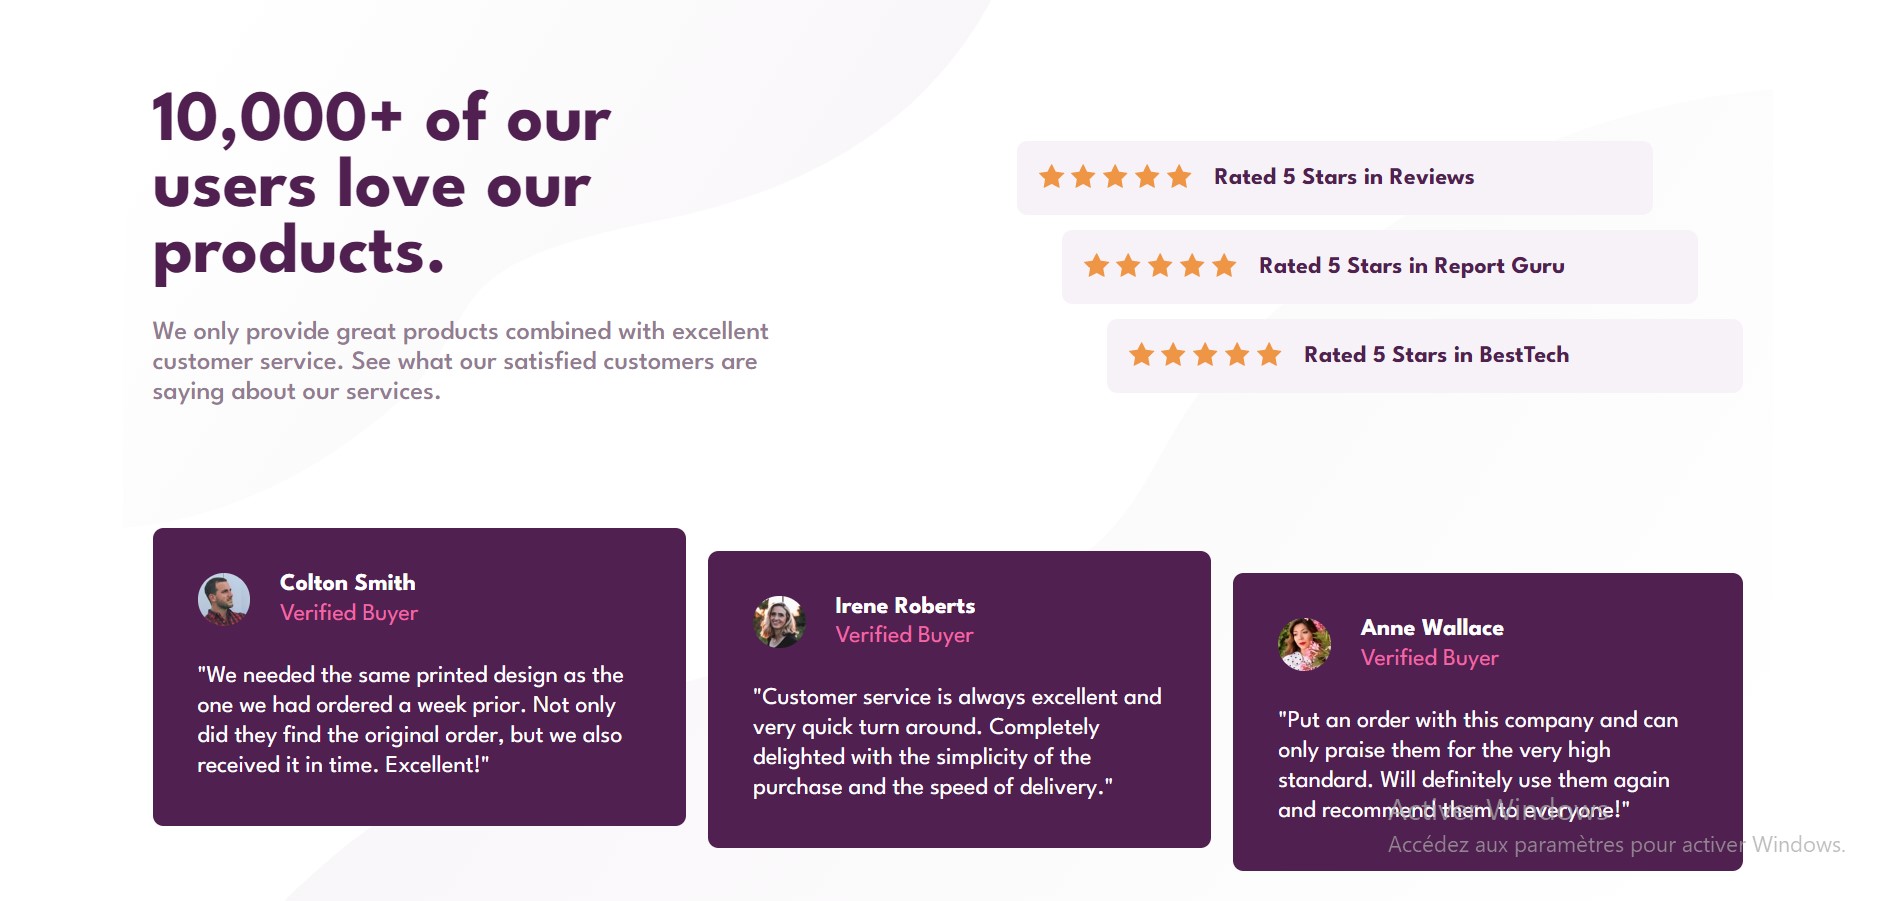 10,000+ of our
users love our
products.
We only provide great products combined with excellent
customer service. See what our satisfied customers are
saying about our services.
Rated 5 Stars in Reviews
Rated 5 Stars in Report Guru
Rated 5 Stars in BestTech
Colton Smith
Verified Buyer
"We needed the same printed design as the
one we had ordered a week prior. Not only
did they find the original order, but we also
received it in time. Excellent!"
Irene Roberts
Verified Buyer
"Customer service is always excellent and
very quick turn around. Completely
delighted with the simplicity of the
purchase and the speed of delivery."
Anne Wallace
Verified Buyer
"Put an order with this company and can
only praise them for the very high
standard. Will definitely use them again
and recommend them to everyone!"
Activer Windows
Accédez aux paramètres pour activer Windows.